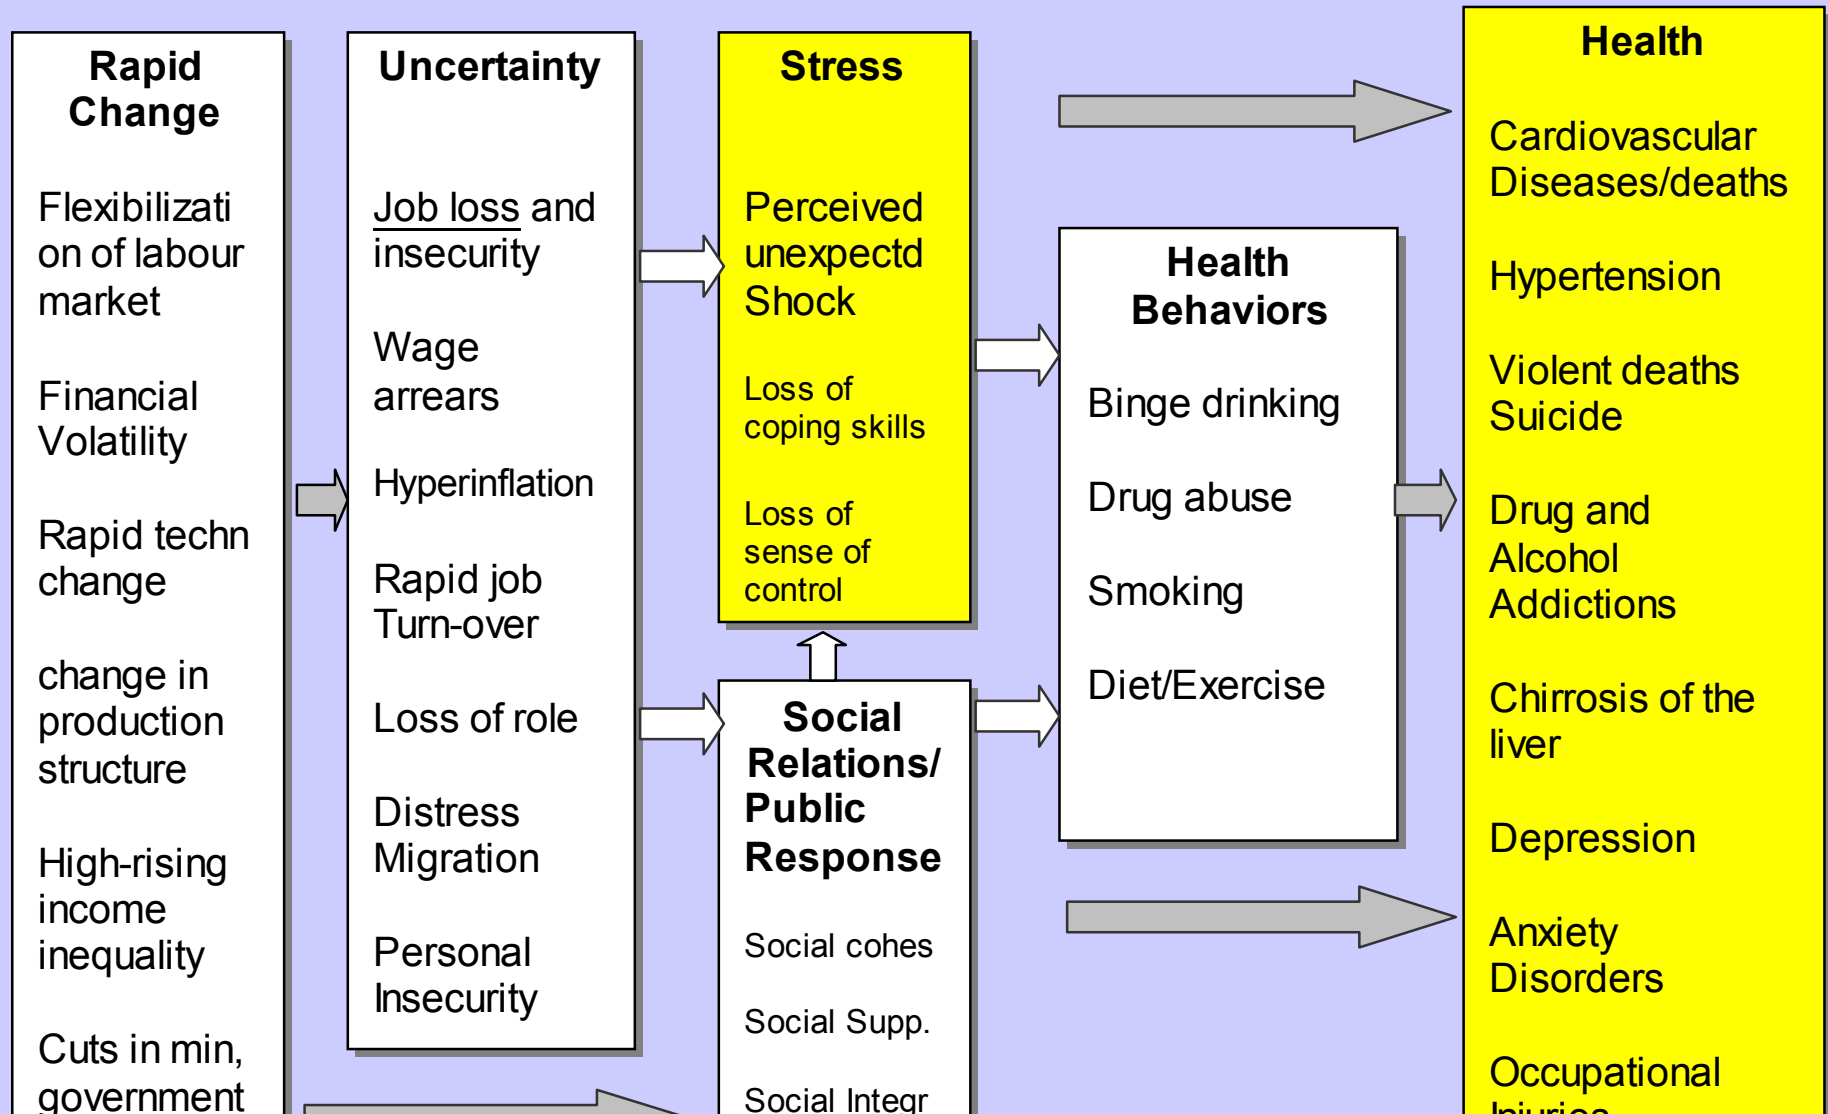 Rapid
Change
Flexibilizati
on of labour
market
Financial
Volatility
Rapid techn
change
change in
production
structure
High-rising
income
inequality
Cuts in min,
government
Uncertainty
Job loss and
insecurity
Wage
arrears
Hyperinflation
Rapid job
Turn-over
Loss of role
Distress
Migration
Personal
Insecurity
Stress
Perceived
unexpectd
Shock
Loss of
coping skills
Loss of
sense of
control
Social
Relations/
Public
Response
Social cohes
Social Supp.
Social Integr
Health
Behaviors
Binge drinking
Drug abuse
Smoking
Diet/Exercise
Health
Cardiovascular
Diseases/deaths
Hypertension
Violent deaths
Suicide
Drug and
Alcohol
Addictions
Chirrosis of the
liver
Depression
Anxiety
Disorders
Occupational
Injuries